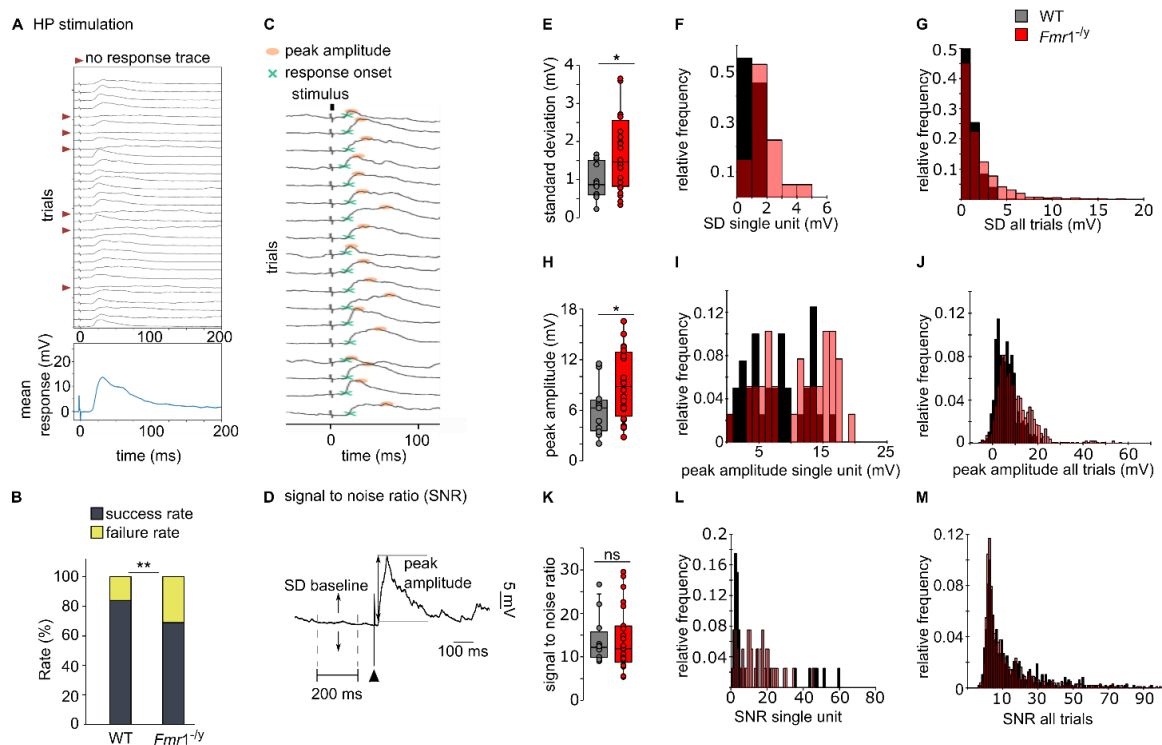 A HP stimulation
no response trace
trials
0 100 200
mean
response (mV)
20
10
0
0 100 200
time (ms)
B
success rate
failure rate
**
100
80
60
40
20
0
Rate (%)
WT Fmr1-/y
C
peak amplitude
response onset
stimulus
trials
0 100
time (ms)
D signal to noise ratio (SNR)
SD baseline
peak
amplitude
5 mV
100 ms
200 ms
E
standard deviation (mV)
4
3
2
1
0
*
F
relative frequency
0.5
0.3
0.1
0 2 4 6
SD single unit (mV)
WT
Fmr1-/y
G
relative frequency
0.5
0.4
0.3
0.2
0.1
0 5 10 15 20
SD all trials (mV)
H
peak amplitude (mV)
18
12
6
0
*
I
relative frequency
0.12
0.08
0.04
0
5 15 25
peak amplitude single unit (mV)
J
relative frequency
0.12
0.08
0.04
0
0 20 40 60
peak amplitude all trials (mV)
K
signal to noise ratio
30
20
10
0
ns
L
relative frequency
0.2
0.16
0.12
0.08
0.04
0 20 40 60 80
SNR single unit
M
relative frequency
0.12
0.08
0.04
0
10 30 50 70 90
SNR all trials